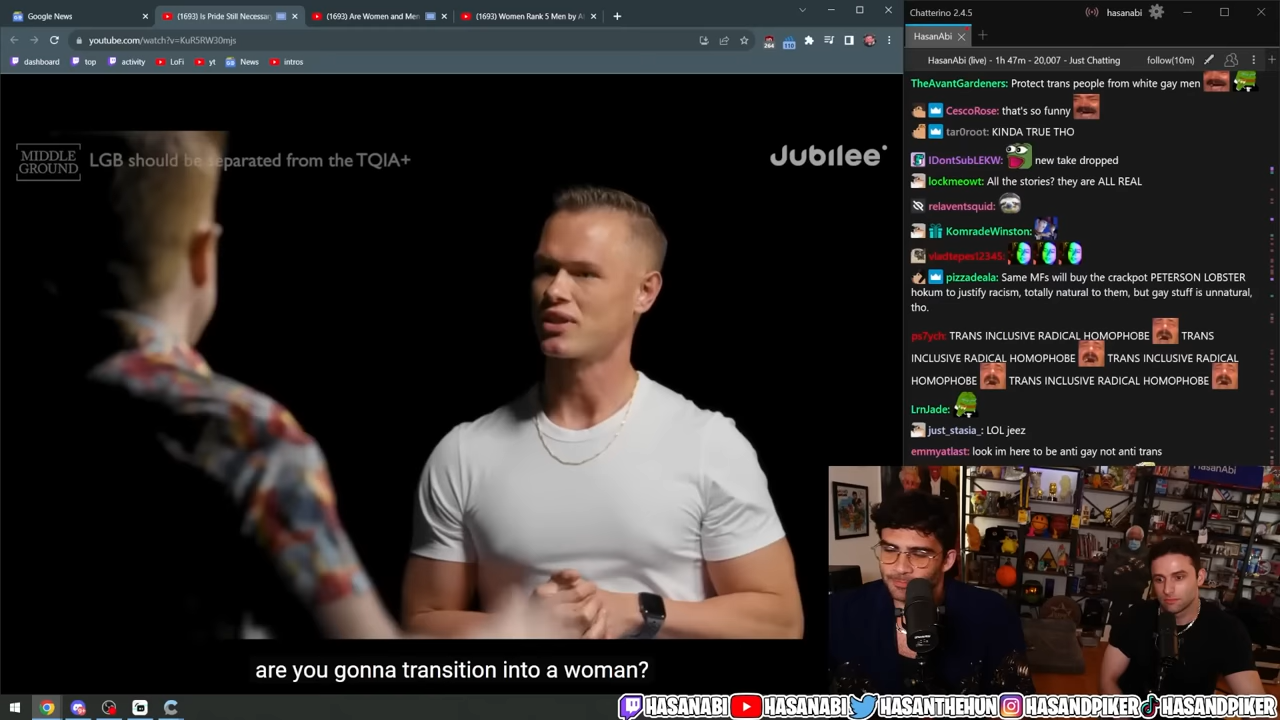 Google News
(1693) Is Pride Still Necessary
(1693) Are Women and Men
(1693) Women Rank 5 Men by A
youtube.com/watch?v=KuR5RW30mjs
264
110
dashboard
top
activity
LoFi
yt
News
intros
MIDDLE
GROUND
LGB should be separated from the TQIA+
Jubilee
are you gonna transition into a woman?
Chatterino 2.4.5
hasanabi
HasanAbi
HasanAbi (live) - 1h 47m - 20,007 - Just Chatting
follow(10m)
TheAvantGardeners: Protect trans people from white gay men
CescoRose: that's so funny
tar0root: KINDA TRUE THO
IDontSubLEKW: new take dropped
lockmeowt: All the stories? they are ALL REAL
relaventsquid:
KomradeWinston:
vladtepes12345:
pizzadeala: Same MFs will buy the crackpot PETERSON LOBSTER
hokum to justify racism, totally natural to them, but gay stuff is unnatural,
tho.
ps7ych: TRANS INCLUSIVE RADICAL HOMOPHOBE TRANS
INCLUSIVE RADICAL HOMOPHOBE TRANS INCLUSIVE RADICAL
HOMOPHOBE TRANS INCLUSIVE RADICAL HOMOPHOBE
LrnJade:
just_stasia_: LOL jeez
emmyatlast: look im here to be anti gay not anti trans
HasanAbi
HASANABI HASANABI HASANTHEHUN HASANDPIKER HASANDPIKER